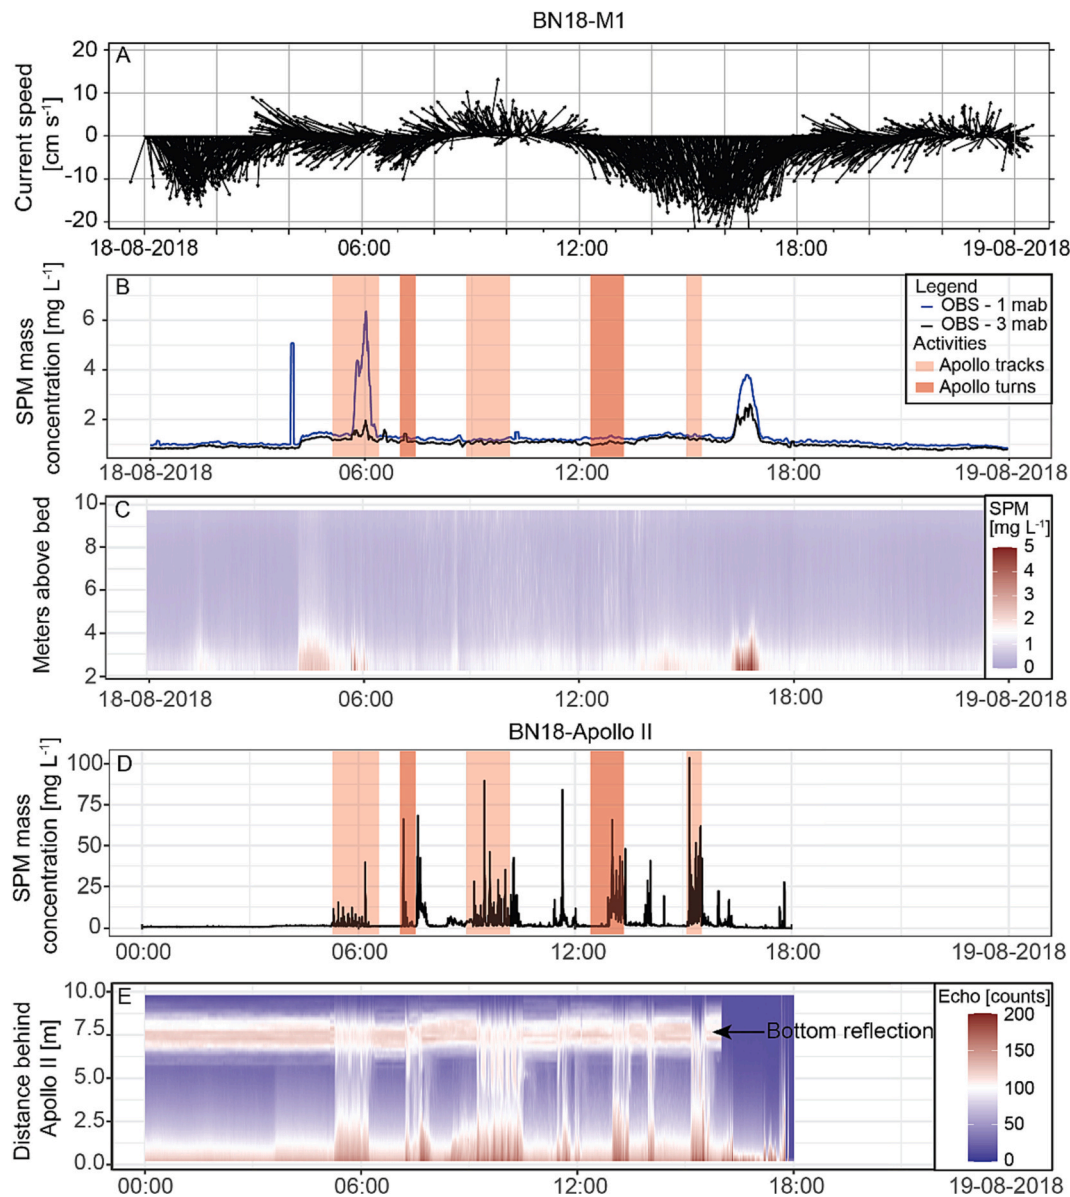 BN18-M1
A
Current speed
[cm s-1]
20
10
0
-10
-20
18-08-2018
06:00
12:00
18:00
19-08-2018
B
SPM mass
concentration [mg L-1]
6
4
2
Legend
OBS - 1 mab
OBS - 3 mab
Activities
Apollo tracks
Apollo turns
18-08-2018
06:00
12:00
18:00
19-08-2018
C
Meters above bed
10
8
6
4
2
SPM
[mg L-1]
5
4
3
2
1
0
18-08-2018
06:00
12:00
18:00
19-08-2018
BN18-Apollo II
D
SPM mass
concentration [mg L-1]
100
75
50
25
0
00:00
06:00
12:00
18:00
19-08-2018
E
Distance behind
Apollo II [m]
10.0
7.5
5.0
2.5
0.0
Bottom reflection
Echo [counts]
200
150
100
50
0
00:00
06:00
12:00
18:00
19-08-2018